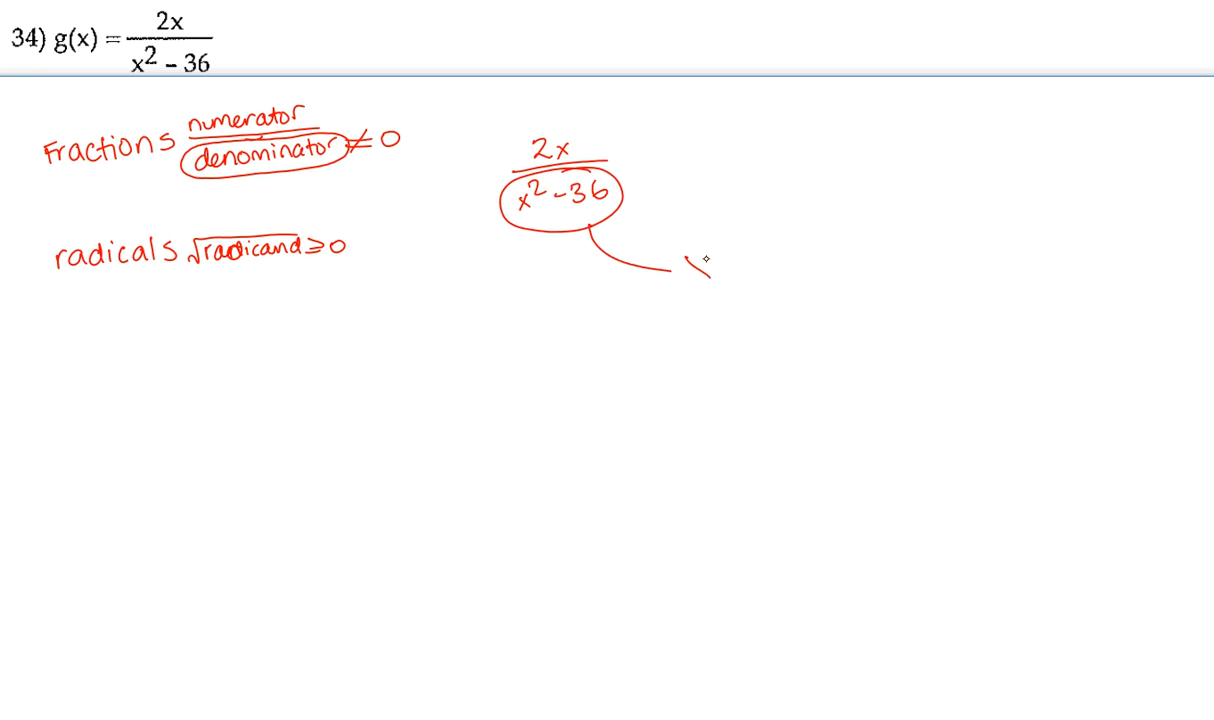 34) g(x) = 2x / x² - 36
Fractions numerator / denominator ≠ 0
2x / x² - 36
radicals √radicand ≥ 0